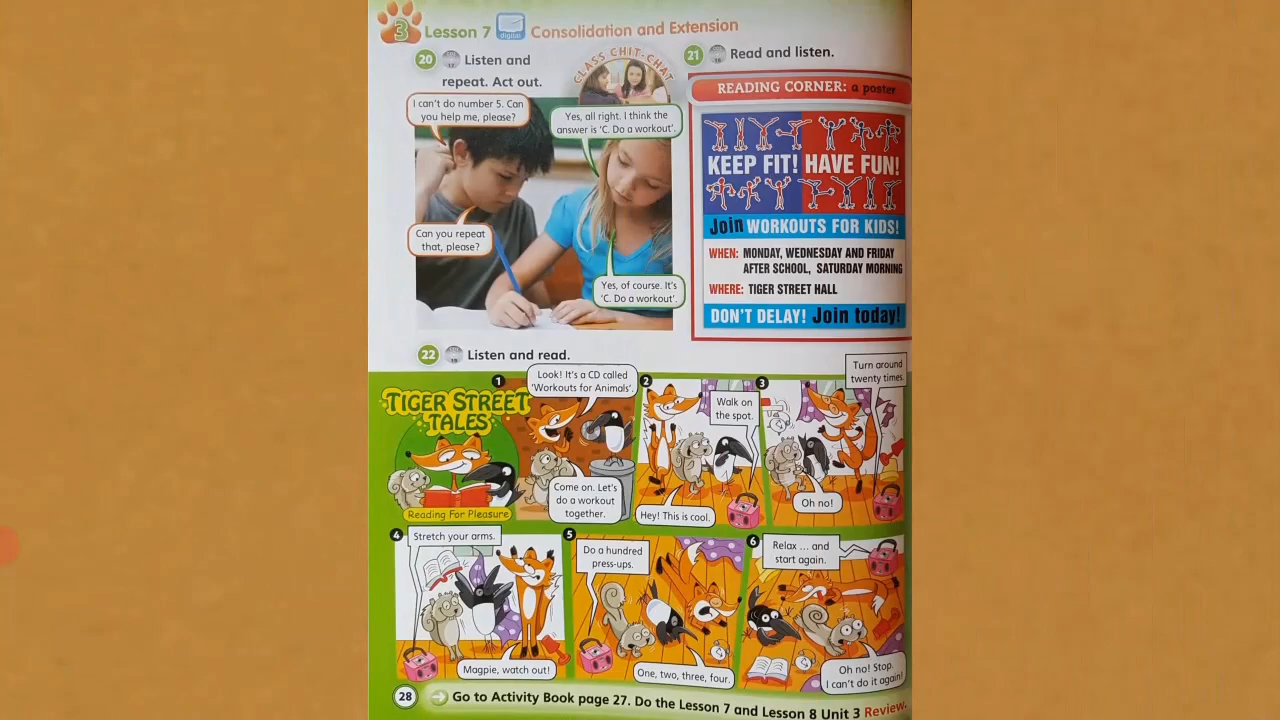 3 Lesson 7 digital Consolidation and Extension
20 Listen and
repeat. Act out.
CLASS CHIT-CHAT
I can't do number 5. Can
you help me, please?
Yes, all right. I think the
answer is 'C. Do a workout'.
Can you repeat
that, please?
Yes, of course. It's
'C. Do a workout'.
21 Read and listen.
READING CORNER: a poster
KEEP FIT! HAVE FUN!
Join WORKOUTS FOR KIDS!
WHEN: MONDAY, WEDNESDAY AND FRIDAY
AFTER SCHOOL, SATURDAY MORNING
WHERE: TIGER STREET HALL
DON'T DELAY! Join today!
22 Listen and read.
TIGER STREET
TALES
Reading For Pleasure
1
Look! It's a CD called
'Workouts for Animals'.
Come on. Let's
do a workout
together.
2
Walk on
the spot.
Hey! This is cool.
3
Turn around
twenty times.
Oh no!
4
Stretch your arms.
Magpie, watch out!
5
Do a hundred
press-ups.
One, two, three, four.
6
Relax ... and
start again.
Oh no! Stop.
I can't do it again!
28 Go to Activity Book page 27. Do the Lesson 7 and Lesson 8 Unit 3 Review.